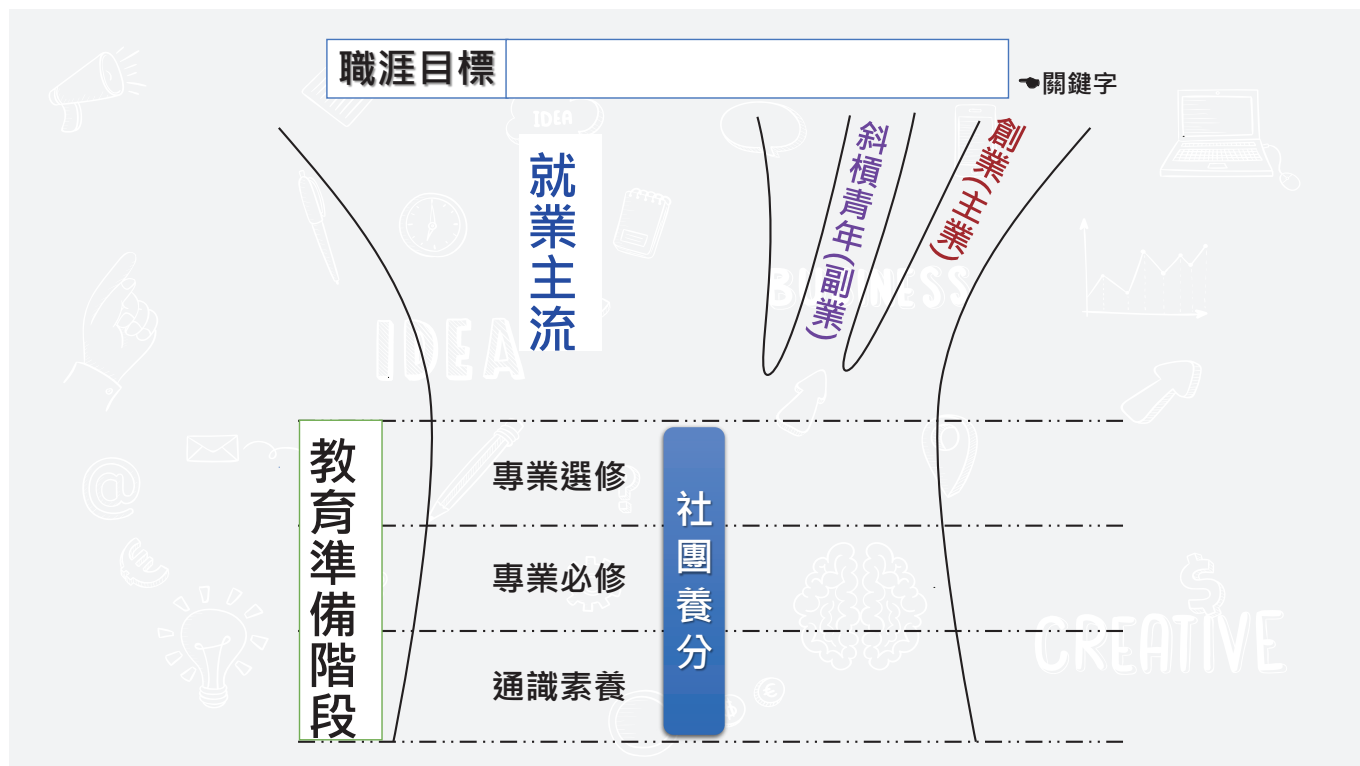 職涯目標
☚關鍵字
IDEA
就業主流
斜槓青年(副業)
創業(主業)
BUSINESS
IDEA
教育準備階段
專業選修
社團養分
專業必修
通識素養
CREATIVE